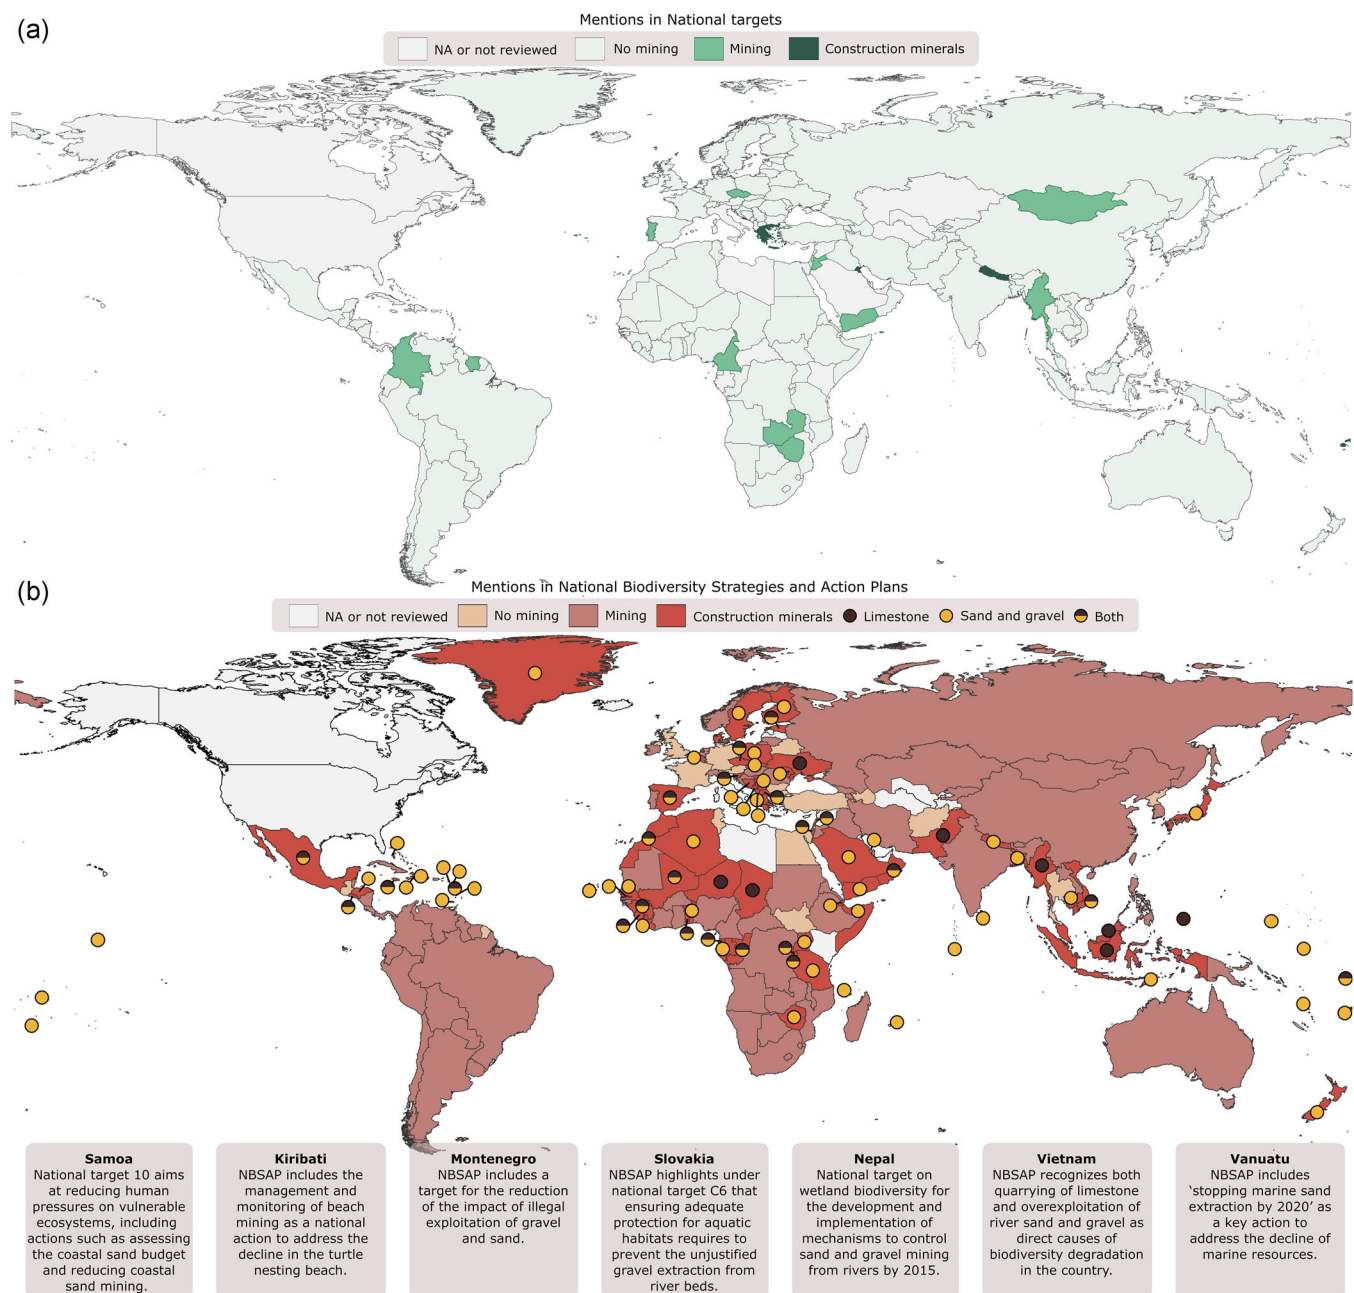 (a)
Mentions in National targets
NA or not reviewed No mining Mining Construction minerals
(b)
Mentions in National Biodiversity Strategies and Action Plans
NA or not reviewed No mining Mining Construction minerals Limestone Sand and gravel Both
Samoa
National target 10 aims
at reducing human
pressures on vulnerable
ecosystems, including
actions such as assessing
the coastal sand budget
and reducing coastal
sand mining.
Kiribati
NBSAP includes the
management and
monitoring of beach
mining as a national
action to address the
decline in the turtle
nesting beach.
Montenegro
NBSAP includes a
target for the reduction
of the impact of illegal
exploitation of gravel
and sand.
Slovakia
NBSAP highlights under
national target C6 that
ensuring adequate
protection for aquatic
habitats requires to
prevent the unjustified
gravel extraction from
river beds.
Nepal
National target on
wetland biodiversity for
the development and
implementation of
mechanisms to control
sand and gravel mining
from rivers by 2015.
Vietnam
NBSAP recognizes both
quarrying of limestone
and overexploitation of
river sand and gravel as
direct causes of
biodiversity degradation
in the country.
Vanuatu
NBSAP includes
‘stopping marine sand
extraction by 2020’ as
a key action to
address the decline of
marine resources.